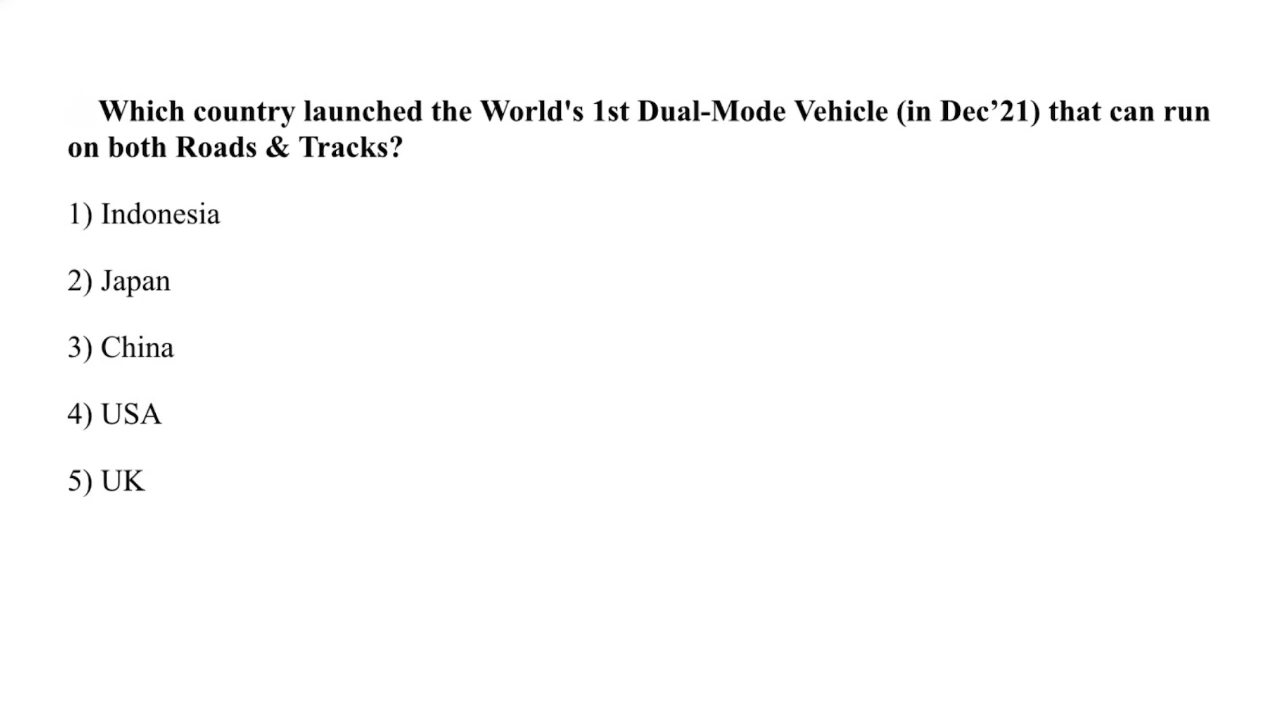 Which country launched the World's 1st Dual-Mode Vehicle (in Dec’21) that can run
on both Roads & Tracks?
1) Indonesia
2) Japan
3) China
4) USA
5) UK